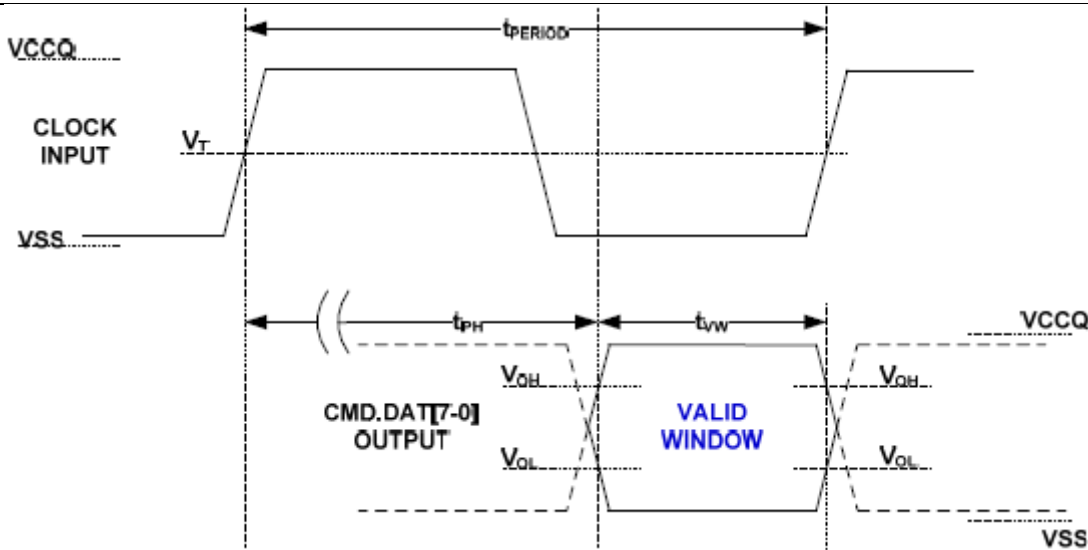 tPERIOD
VCCQ
CLOCK
INPUT
VT
VSS
tPH
tVW
VCCQ
VOH
VOH
CMD.DAT[7-0]
OUTPUT
VALID
WINDOW
VOL
VOL
VSS